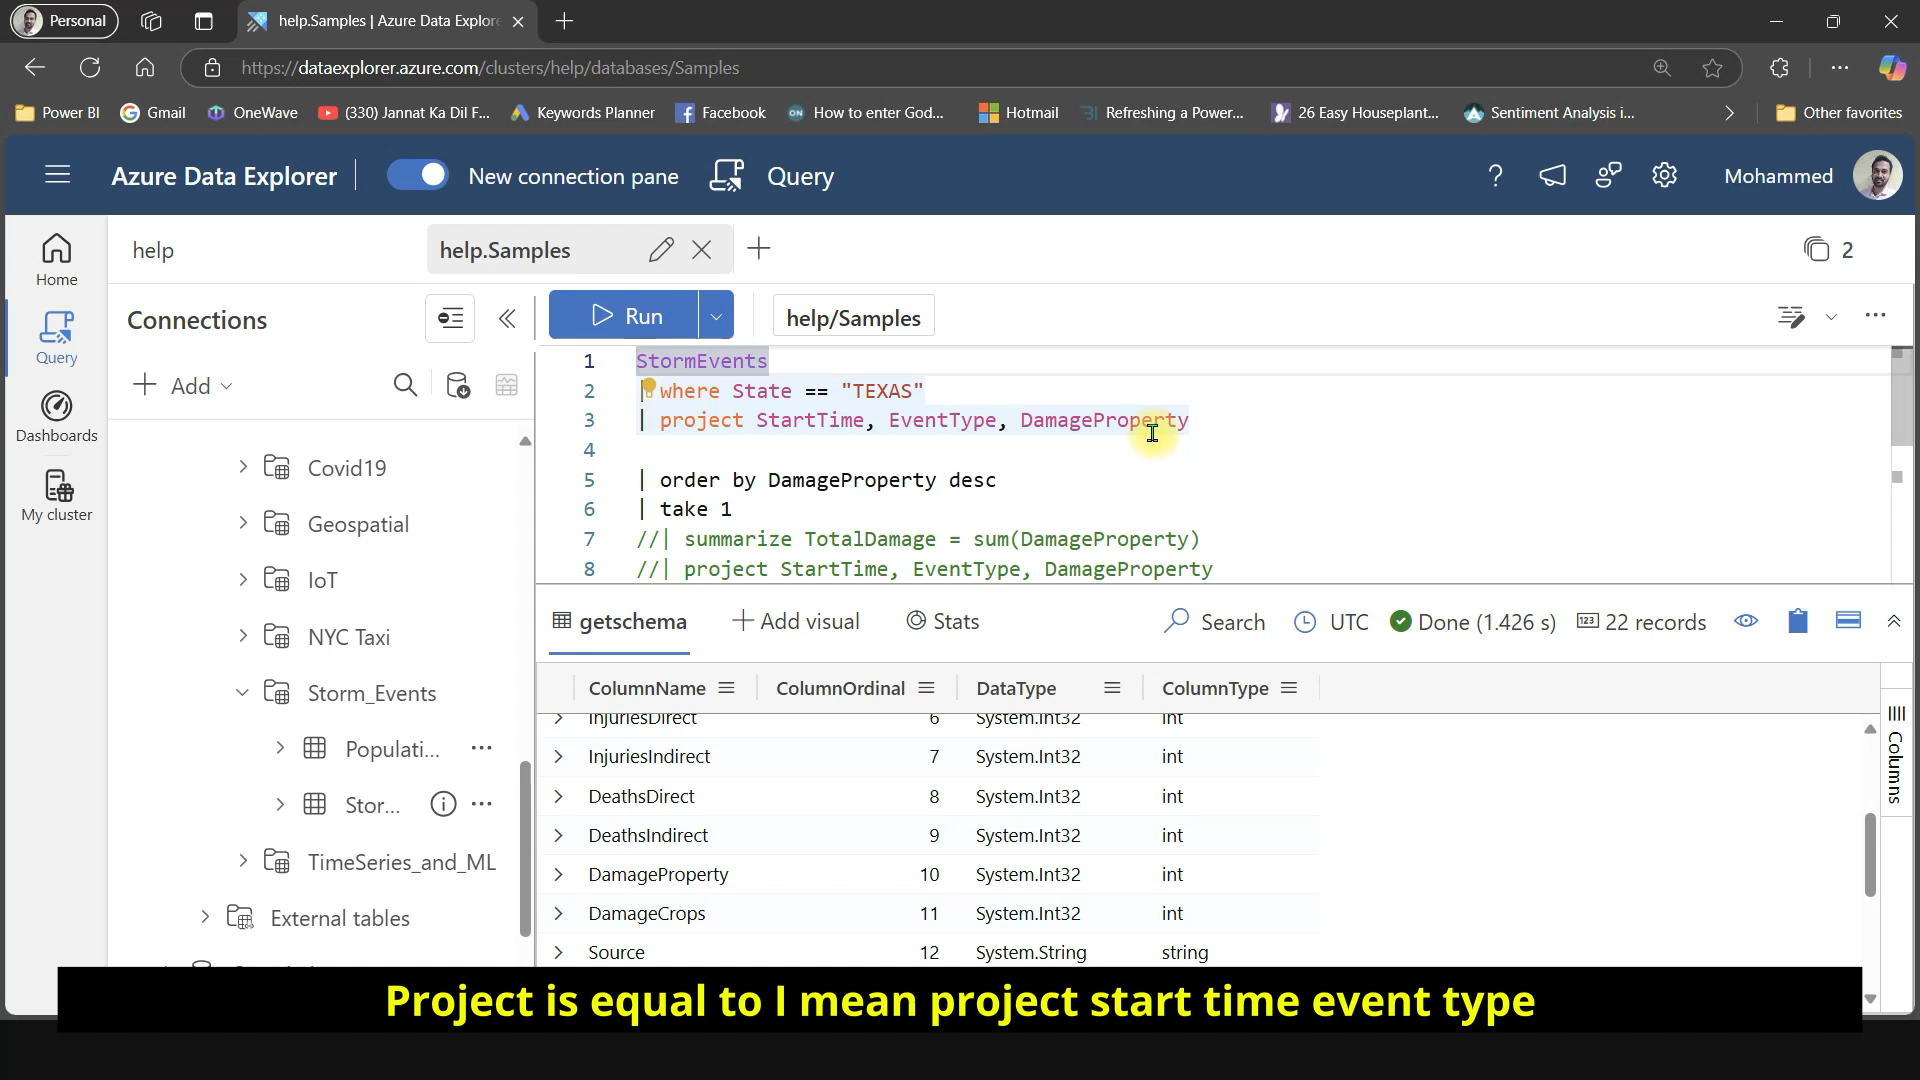 Personal
help.Samples | Azure Data Explore
https://dataexplorer.azure.com/clusters/help/databases/Samples
Power BI
Gmail
OneWave
(330) Jannat Ka Dil F...
Keywords Planner
Facebook
How to enter God...
Hotmail
Refreshing a Power...
26 Easy Houseplant...
Sentiment Analysis i...
Other favorites
Azure Data Explorer
New connection pane
Query
Mohammed
help
help.Samples
2
Home
Query
Dashboards
My cluster
Connections
Add
Covid19
Geospatial
IoT
NYC Taxi
Storm_Events
Populati...
Stor...
TimeSeries_and_ML
External tables
Run
help/Samples
1 StormEvents
2 | where State == "TEXAS"
3 | project StartTime, EventType, DamageProperty
4
5 | order by DamageProperty desc
6 | take 1
7 //| summarize TotalDamage = sum(DamageProperty)
8 //| project StartTime, EventType, DamageProperty
getschema
Add visual
Stats
Search
UTC
Done (1.426 s)
22 records
ColumnName ColumnOrdinal DataType ColumnType
InjuriesDirect 6 System.Int32 int
InjuriesIndirect 7 System.Int32 int
DeathsDirect 8 System.Int32 int
DeathsIndirect 9 System.Int32 int
DamageProperty 10 System.Int32 int
DamageCrops 11 System.Int32 int
Source 12 System.String string
Columns
Project is equal to I mean project start time event type